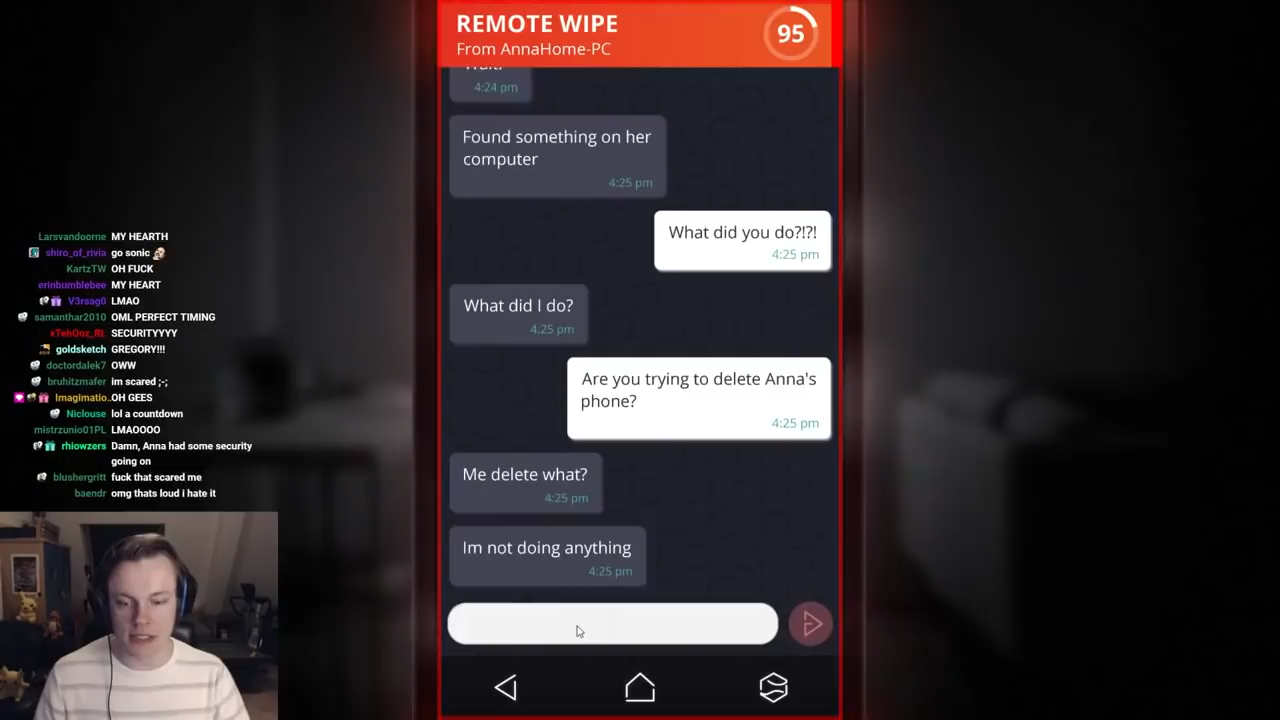 REMOTE WIPE
From AnnaHome-PC
95
4:24 pm
Found something on her
computer
4:25 pm
What did you do?!?!
4:25 pm
What did I do?
4:25 pm
Are you trying to delete Anna's
phone?
4:25 pm
Me delete what?
4:25 pm
Im not doing anything
4:25 pm
Larsvandoorne MY HEARTH
shiro_of_rivia go sonic
KartzTW OH FUCK
erinbumblebee MY HEART
V3rsag0 LMAO
samanthar2010 OML PERFECT TIMING
xTehQoz_RL SECURITYYYY
goldsketch GREGORY!!!
doctordalek7 OWW
bruhitzmafer im scared ;-;
Imagimatio.. OH GEES
Niclouse lol a countdown
mistrzunio01PL LMAOOOO
rhiowzers Damn, Anna had some security
going on
blushergritt fuck that scared me
baendr omg thats loud i hate it